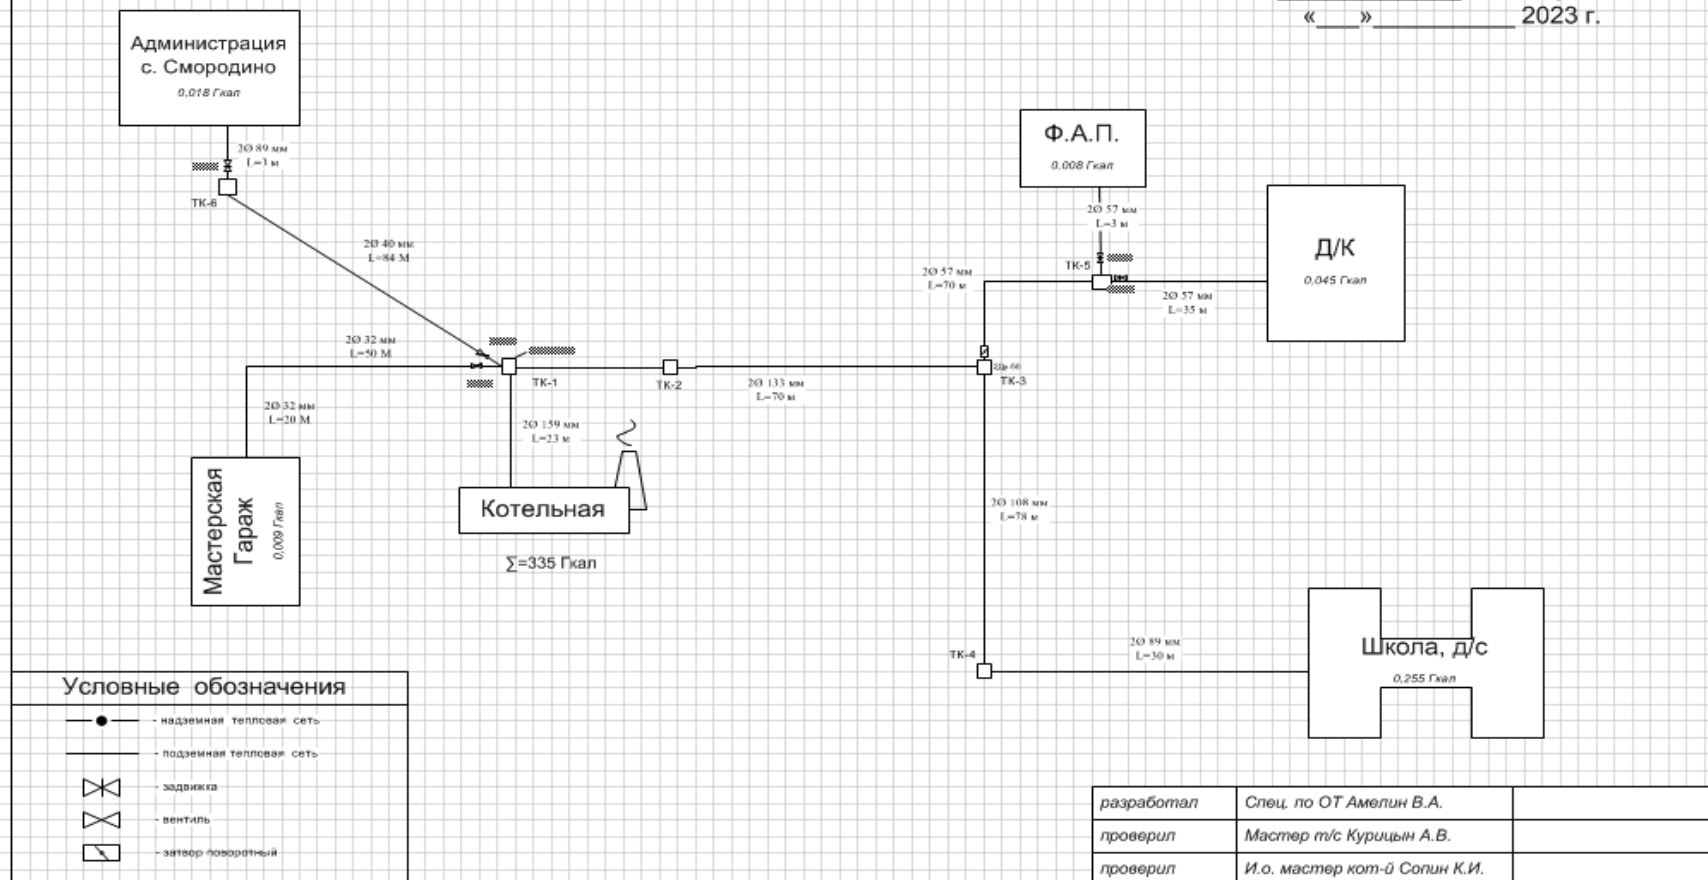 «___»____________ 2023 г.
Администрация
с. Смородино
0,018 Гкал
2Ø 89 мм
L=3 м
ТК-6
2Ø 40 мм
L=84 М
2Ø 32 мм
L=50 М
2Ø 32 мм
L=20 М
Мастерская
Гараж
0,009 Гкал
ТК-1
ТК-2
2Ø 159 мм
L=23 м
Котельная
∑=335 Гкал
2Ø 133 мм
L=70 м
Ф.А.П.
0,008 Гкал
2Ø 57 мм
L=3 м
ТК-5
2Ø 57 мм
L=70 м
2Ø 57 мм
L=35 м
Д/К
0,045 Гкал
ТК-3
2Ø 108 мм
L=78 м
ТК-4
2Ø 89 мм
L=30 м
Школа, д/с
0,255 Гкал
Условные обозначения
- надземная тепловая сеть
- подземная тепловая сеть
- задвижка
- вентиль
- затвор поворотный
разработал Спец. по ОТ Амелин В.А.
проверил Мастер т/с Курицын А.В.
проверил И.о. мастер кот-й Сопин К.И.